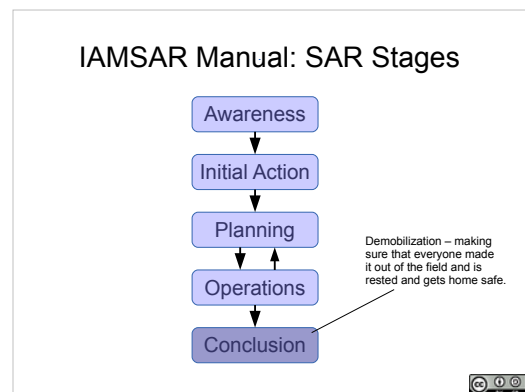 IAMSAR Manual: SAR Stages
Awareness
Initial Action
Planning
Operations
Conclusion
Demobilization – making
sure that everyone made
it out of the field and is
rested and gets home safe.
cc